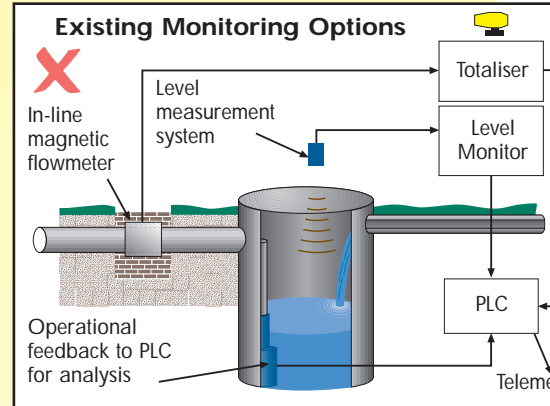 Existing Monitoring Options
Totaliser
In-line
magnetic
flowmeter
Level
measurement
system
Level
Monitor
PLC
Operational
feedback to PLC
for analysis